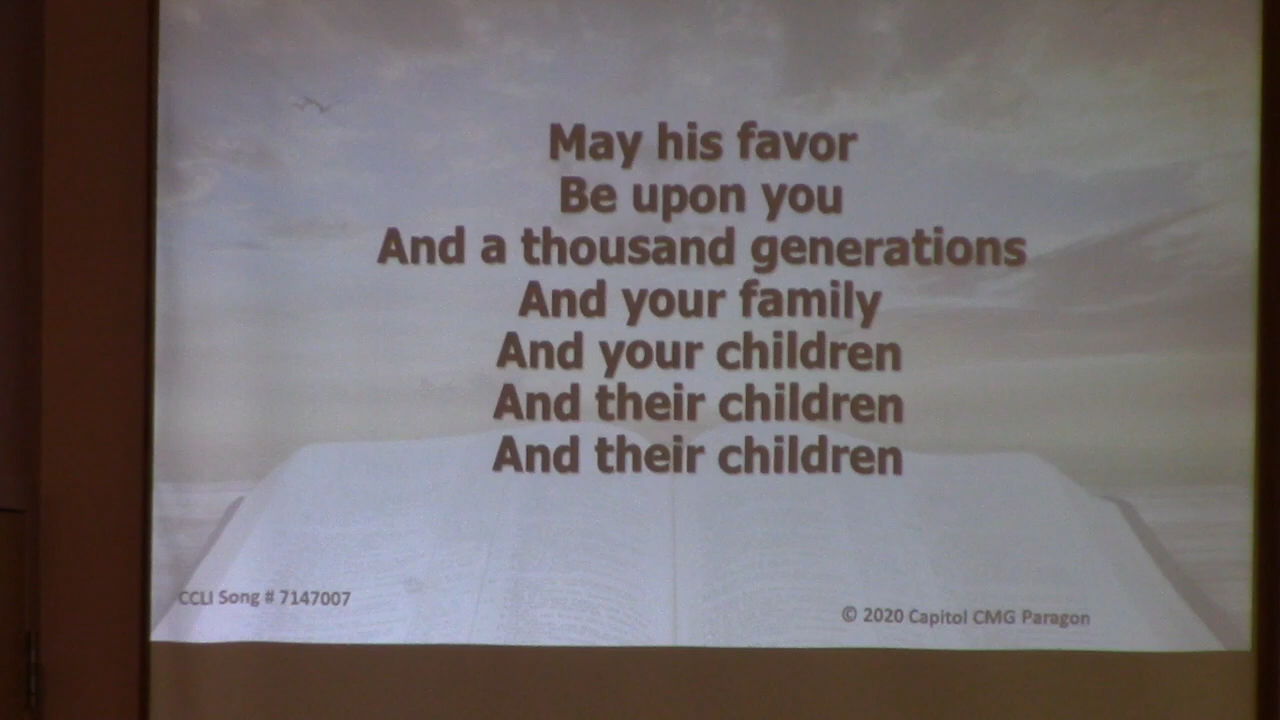 May his favor
Be upon you
And a thousand generations
And your family
And your children
And their children
And their children
CCLI Song # 7147007
© 2020 Capitol CMG Paragon